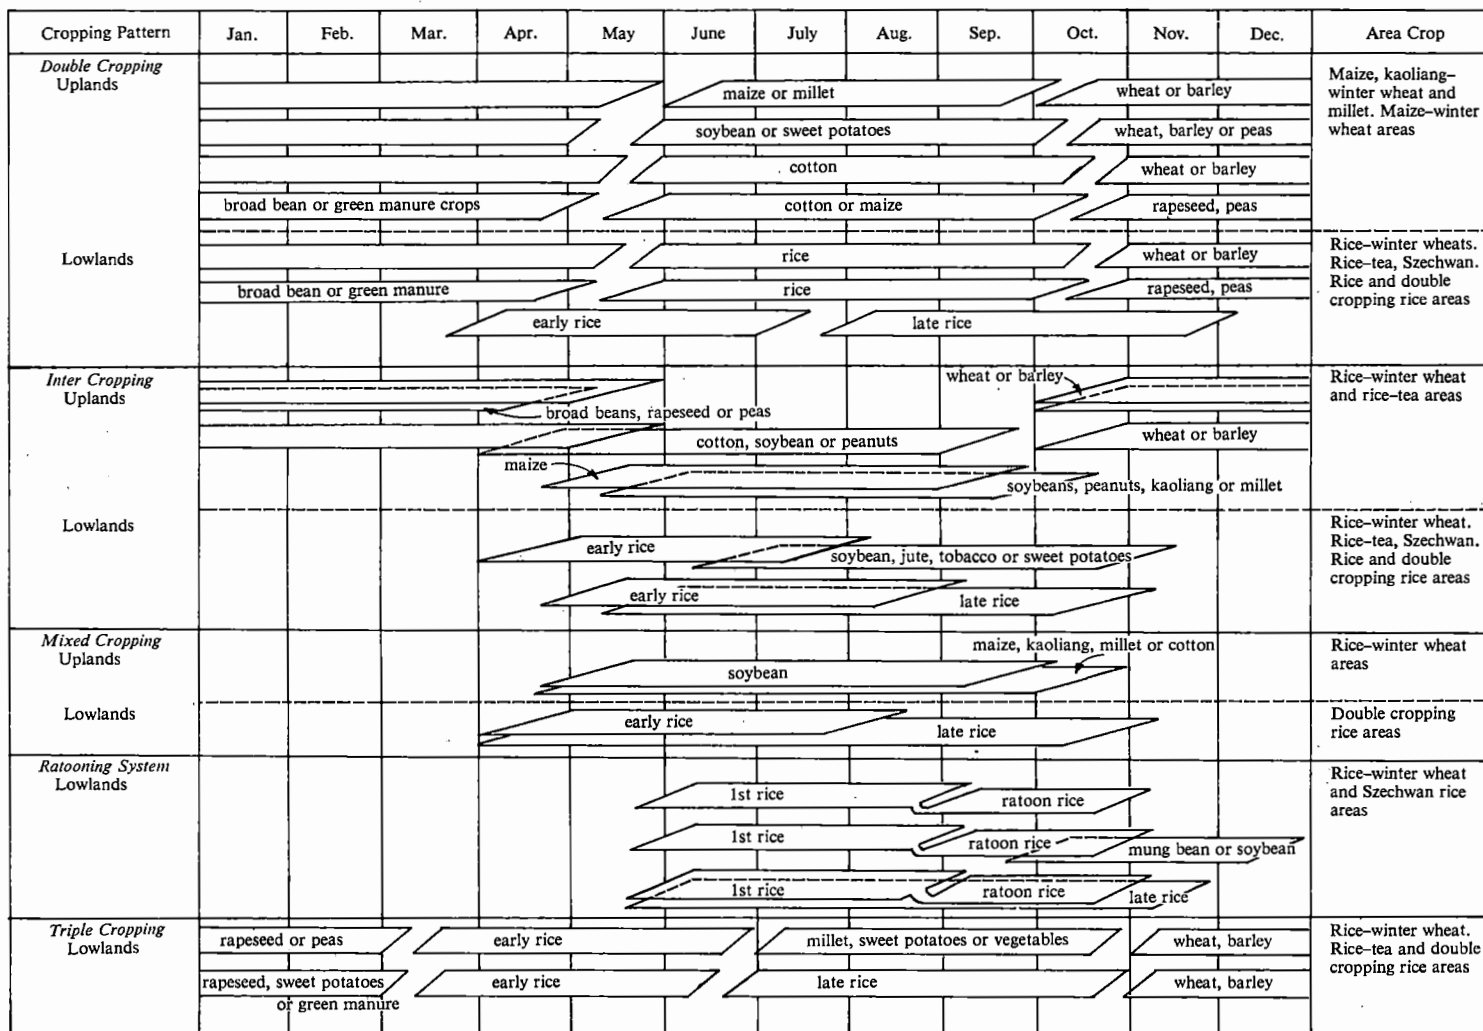 Cropping Pattern Jan. Feb. Mar. Apr. May June July Aug. Sep. Oct. Nov. Dec. Area Crop
Double Cropping
Uplands
maize or millet
wheat or barley
soybean or sweet potatoes
wheat, barley or peas
cotton
wheat or barley
broad bean or green manure crops
cotton or maize
rapeseed, peas
Maize, kaoliang–
winter wheat and
millet. Maize–winter
wheat areas
Lowlands
rice
wheat or barley
broad bean or green manure
rice
rapeseed, peas
early rice
late rice
Rice–winter wheats.
Rice–tea, Szechwan.
Rice and double
cropping rice areas
Inter Cropping
Uplands
wheat or barley
broad beans, rapeseed or peas
cotton, soybean or peanuts
wheat or barley
maize
soybeans, peanuts, kaoliang or millet
Rice–winter wheat
and rice–tea areas
Lowlands
early rice
soybean, jute, tobacco or sweet potatoes
early rice
late rice
Rice–winter wheat.
Rice–tea, Szechwan.
Rice and double
cropping rice areas
Mixed Cropping
Uplands
maize, kaoliang, millet or cotton
soybean
Rice–winter wheat
areas
Lowlands
early rice
late rice
Double cropping
rice areas
Ratooning System
Lowlands
1st rice
ratoon rice
1st rice
ratoon rice
mung bean or soybean
1st rice
ratoon rice
late rice
Rice–winter wheat
and Szechwan rice
areas
Triple Cropping
Lowlands
rapeseed or peas
early rice
millet, sweet potatoes or vegetables
wheat, barley
rapeseed, sweet potatoes
or green manure
early rice
late rice
wheat, barley
Rice–winter wheat.
Rice–tea and double
cropping rice areas